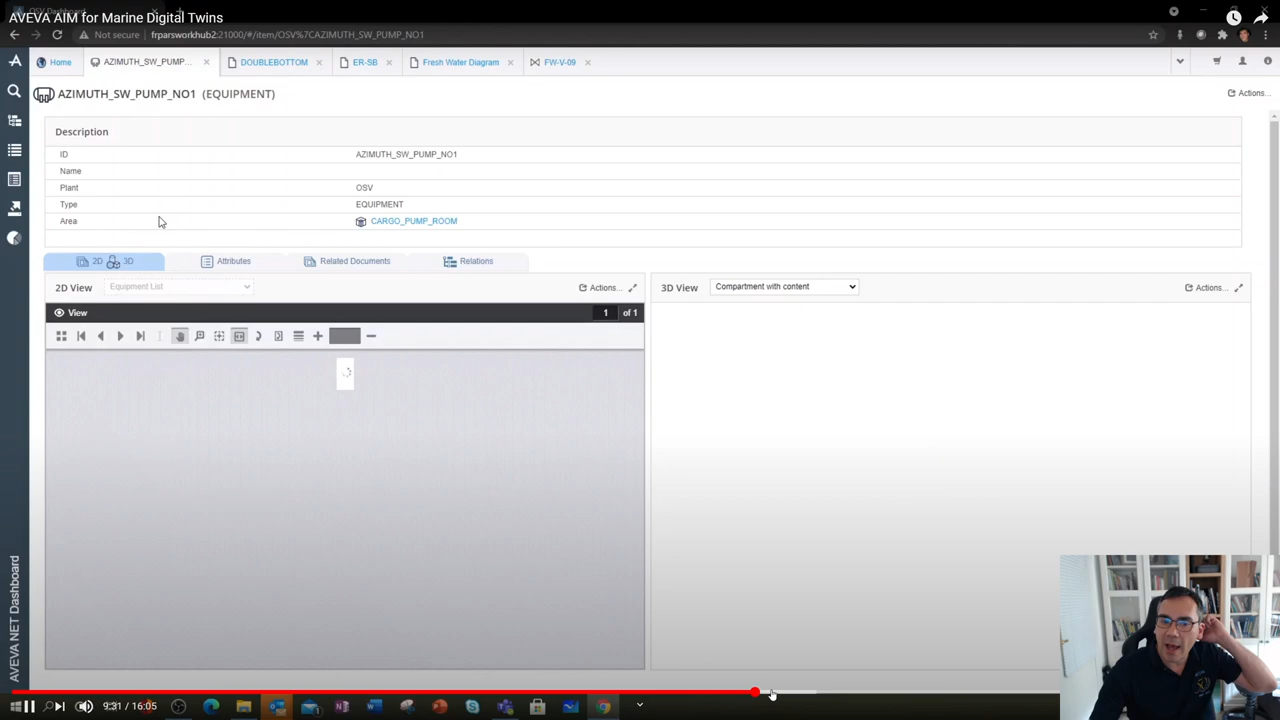 AVEVA AIM for Marine Digital Twins
Not secure frparsworkhub2:21000/#/item/OSV%7CAZIMUTH_SW_PUMP_NO1
Home AZIMUTH_SW_PUMP... DOUBLEBOTTOM ER-SB Fresh Water Diagram FW-V-09
AZIMUTH_SW_PUMP_NO1 (EQUIPMENT) Actions...
Description
ID AZIMUTH_SW_PUMP_NO1
Name
Plant OSV
Type EQUIPMENT
Area CARGO_PUMP_ROOM
2D 3D Attributes Related Documents Relations
2D View Equipment List Actions... 3D View Compartment with content Actions...
View 1 of 1
AVEVA NET Dashboard
9:31 / 16:05